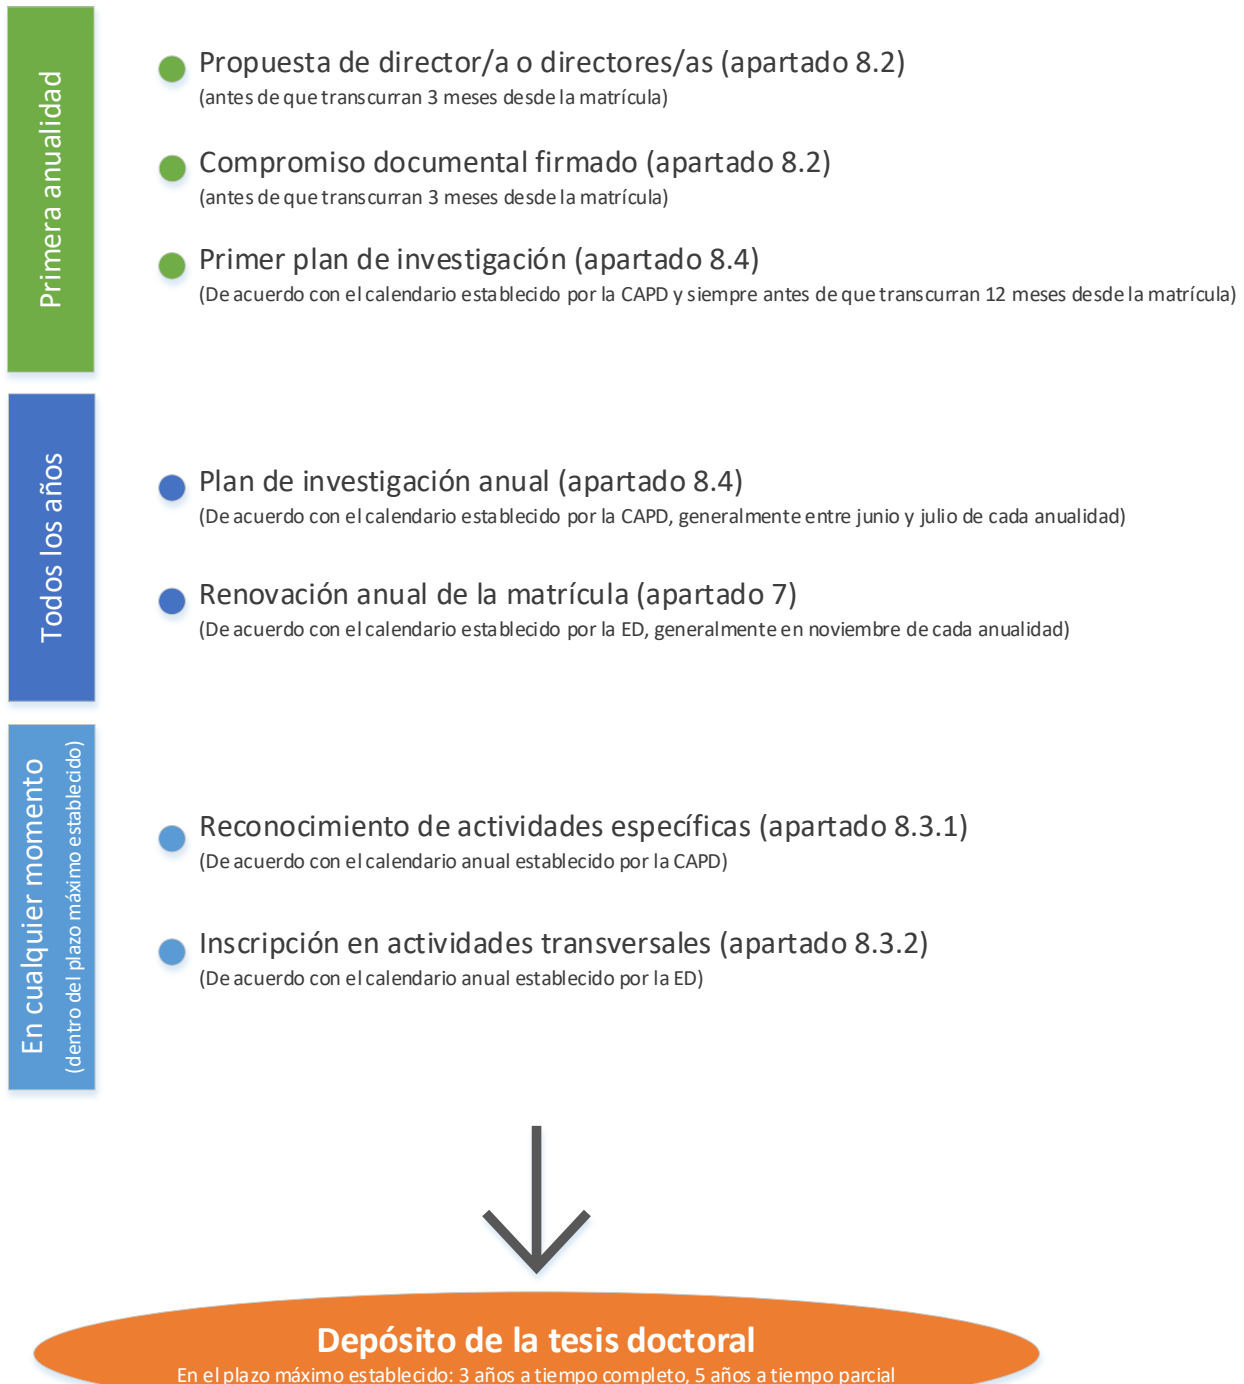 Primera anualidad
Propuesta de director/a o directores/as (apartado 8.2)
(antes de que transcurran 3 meses desde la matrícula)
Compromiso documental firmado (apartado 8.2)
(antes de que transcurran 3 meses desde la matrícula)
Primer plan de investigación (apartado 8.4)
(De acuerdo con el calendario establecido por la CAPD y siempre antes de que transcurran 12 meses desde la matrícula)
Todos los años
Plan de investigación anual (apartado 8.4)
(De acuerdo con el calendario establecido por la CAPD, generalmente entre junio y julio de cada anualidad)
Renovación anual de la matrícula (apartado 7)
(De acuerdo con el calendario establecido por la ED, generalmente en noviembre de cada anualidad)
En cualquier momento
(dentro del plazo máximo establecido)
Reconocimiento de actividades específicas (apartado 8.3.1)
(De acuerdo con el calendario anual establecido por la CAPD)
Inscripción en actividades transversales (apartado 8.3.2)
(De acuerdo con el calendario anual establecido por la ED)
Depósito de la tesis doctoral
En el plazo máximo establecido: 3 años a tiempo completo, 5 años a tiempo parcial